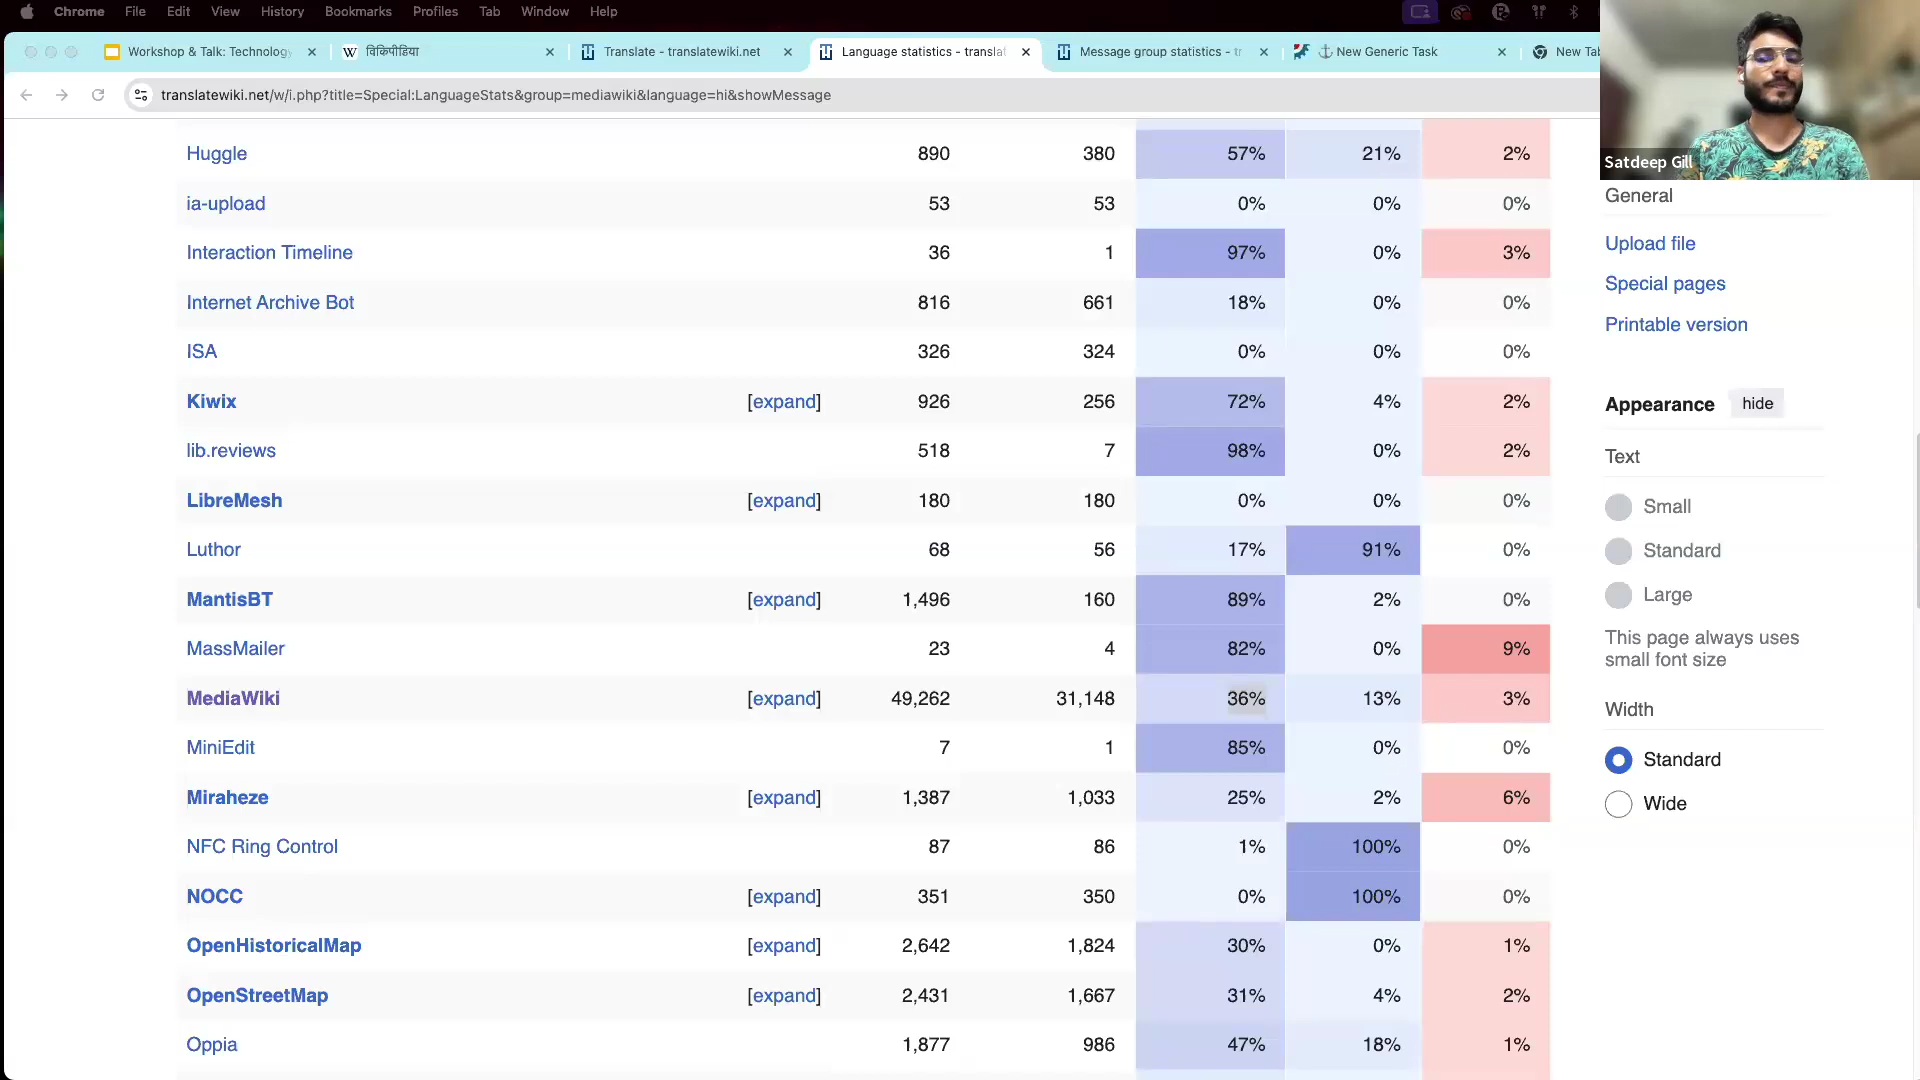 Chrome File Edit View History Bookmarks Profiles Tab Window Help
Workshop & Talk: Technology
विकिपीडिया
Translate - translatewiki.net
Language statistics - transla
Message group statistics - tr
New Generic Task
New Tab
translatewiki.net/w/i.php?title=Special:LanguageStats&group=mediawiki&language=hi&showMessage
Satdeep Gill
Huggle 890 380 57% 21% 2%
ia-upload 53 53 0% 0% 0%
Interaction Timeline 36 1 97% 0% 3%
Internet Archive Bot 816 661 18% 0% 0%
ISA 326 324 0% 0% 0%
Kiwix [expand] 926 256 72% 4% 2%
lib.reviews 518 7 98% 0% 2%
LibreMesh [expand] 180 180 0% 0% 0%
Luthor 68 56 17% 91% 0%
MantisBT [expand] 1,496 160 89% 2% 0%
MassMailer 23 4 82% 0% 9%
MediaWiki [expand] 49,262 31,148 36% 13% 3%
MiniEdit 7 1 85% 0% 0%
Miraheze [expand] 1,387 1,033 25% 2% 6%
NFC Ring Control 87 86 1% 100% 0%
NOCC [expand] 351 350 0% 100% 0%
OpenHistoricalMap [expand] 2,642 1,824 30% 0% 1%
OpenStreetMap [expand] 2,431 1,667 31% 4% 2%
Oppia 1,877 986 47% 18% 1%
General
Upload file
Special pages
Printable version
Appearance hide
Text
Small
Standard
Large
This page always uses
small font size
Width
Standard
Wide